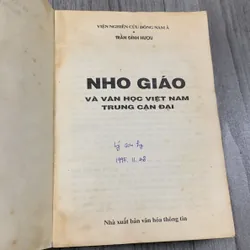 VIỆN NGHIÊN CỨU ĐÔNG NAM Á
TRẦN ĐÌNH HƯỢU
NHO GIÁO
VÀ VĂN HỌC VIỆT NAM
TRUNG CẬN ĐẠI
Nhà xuất bản văn hóa thông tin